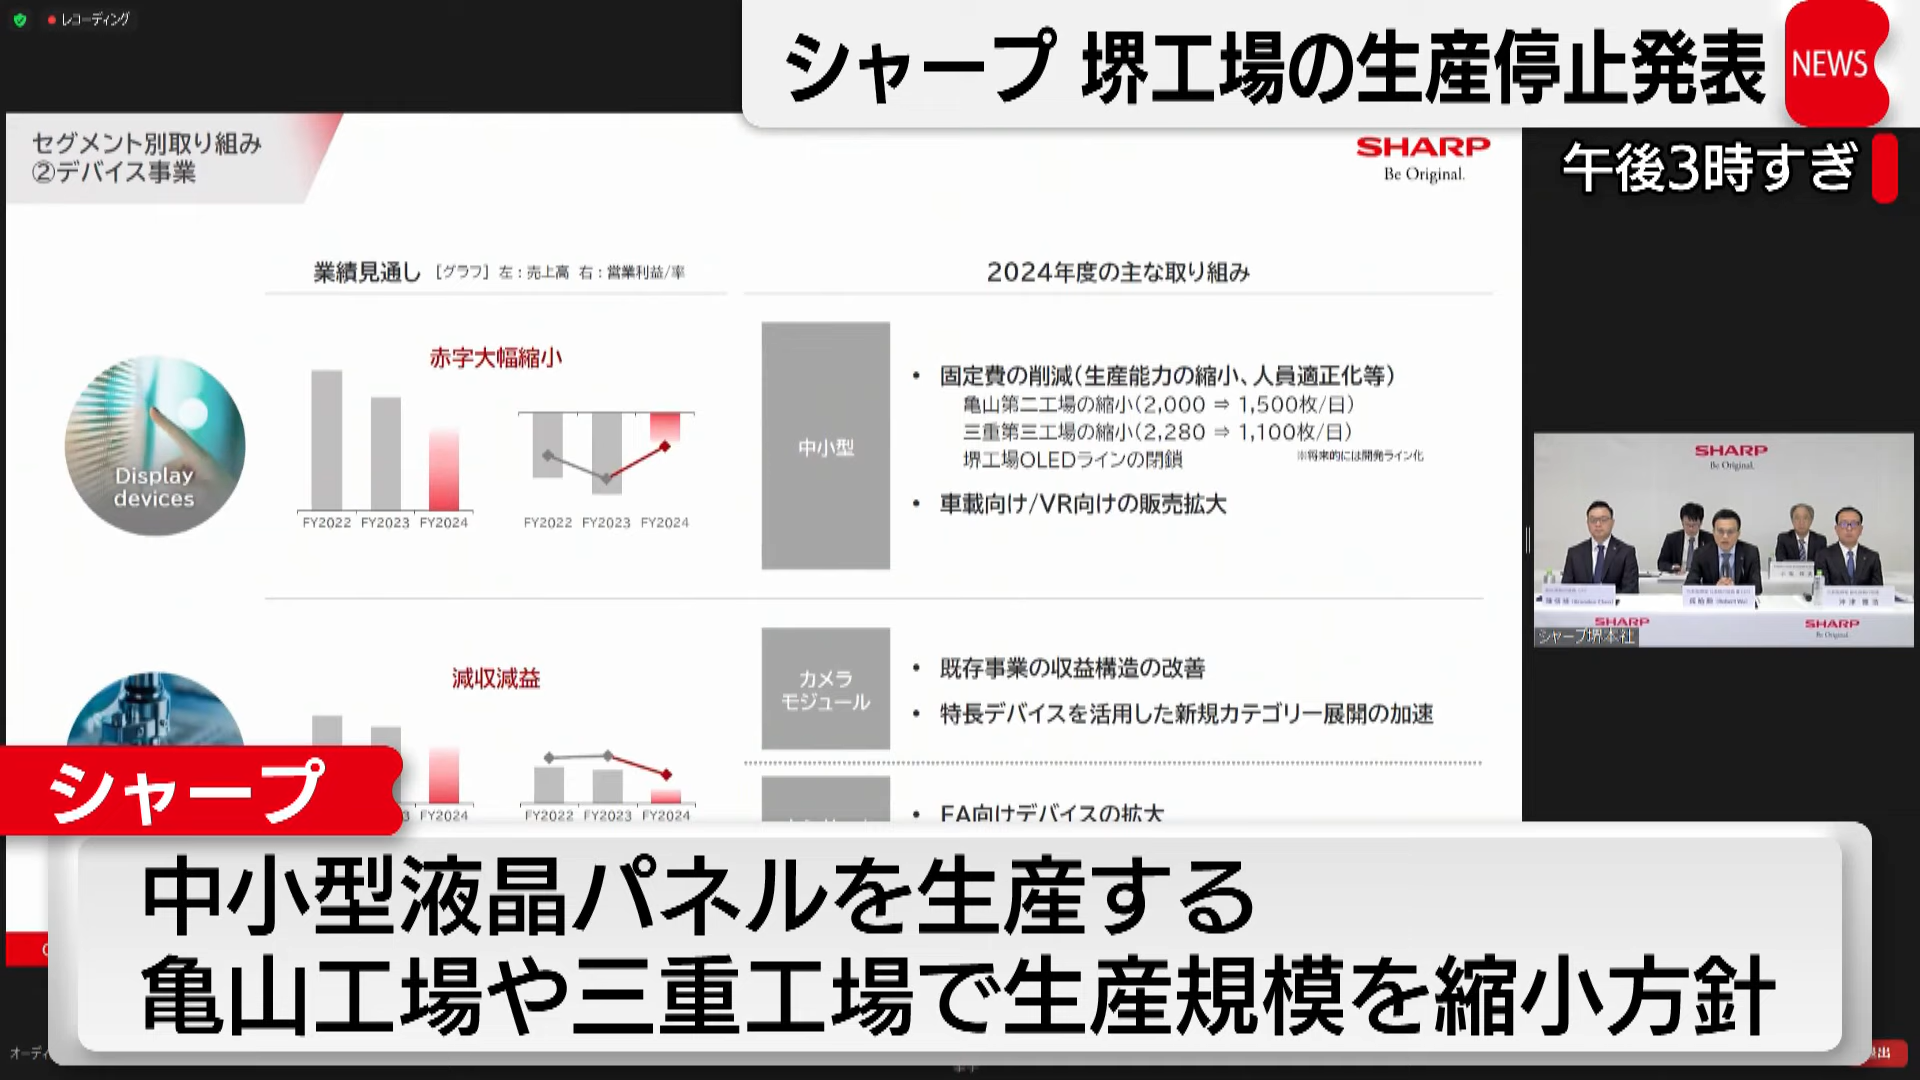 レコーディング
シャープ 堺工場の生産停止発表
NEWS
午後3時すぎ
セグメント別取り組み
②デバイス事業
SHARP
Be Original.
業績見通し [グラフ] 左：売上高 右：営業利益/率
2024年度の主な取り組み
Display
devices
赤字大幅縮小
FY2022 FY2023 FY2024
FY2022 FY2023 FY2024
中小型
• 固定費の削減（生産能力の縮小、人員適正化等）
亀山第二工場の縮小（2,000 ⇒ 1,500枚/日）
三重第三工場の縮小（2,280 ⇒ 1,100枚/日）
堺工場OLEDラインの閉鎖 ※将来的には開発ライン化
• 車載向け/VR向けの販売拡大
減収減益
3 FY2024
FY2022 FY2023 FY2024
カメラ
モジュール
• 既存事業の収益構造の改善
• 特長デバイスを活用した新規カテゴリー展開の加速
• FA向けデバイスの拡大
SHARP
Be Original.
SHARP
SHARP
Be Original.
シャープ堺本社
シャープ
中小型液晶パネルを生産する
亀山工場や三重工場で生産規模を縮小方針
オーディ